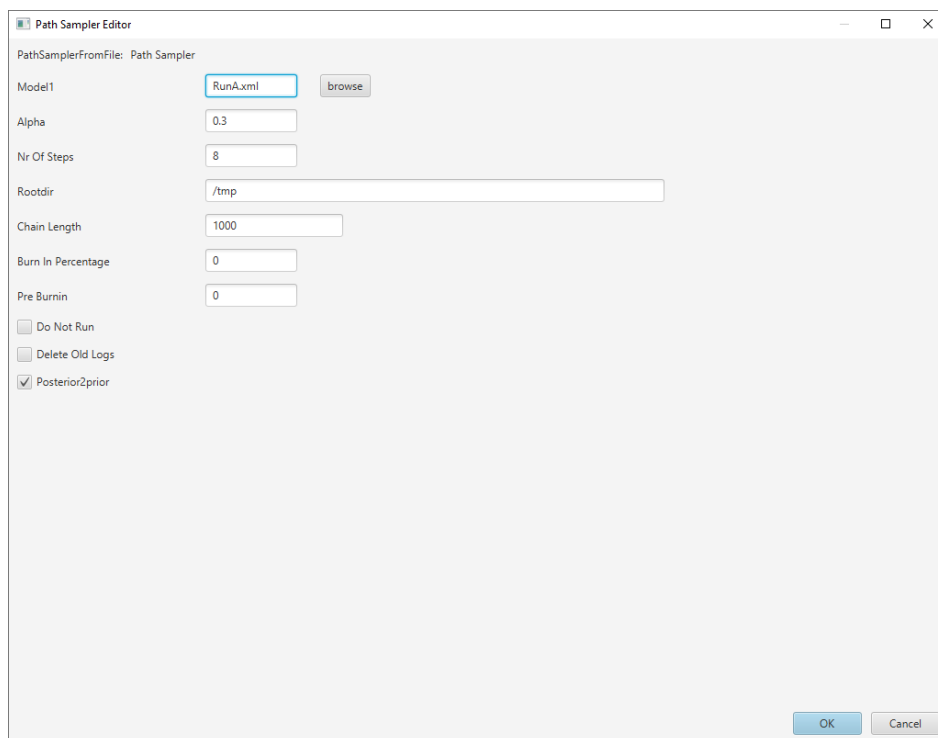 Path Sampler Editor
PathSamplerFromFile: Path Sampler
Model1 RunA.xml browse
Alpha 0.3
Nr Of Steps 8
Rootdir /tmp
Chain Length 1000
Burn In Percentage 0
Pre Burnin 0
Do Not Run
Delete Old Logs
Posterior2prior
OK Cancel